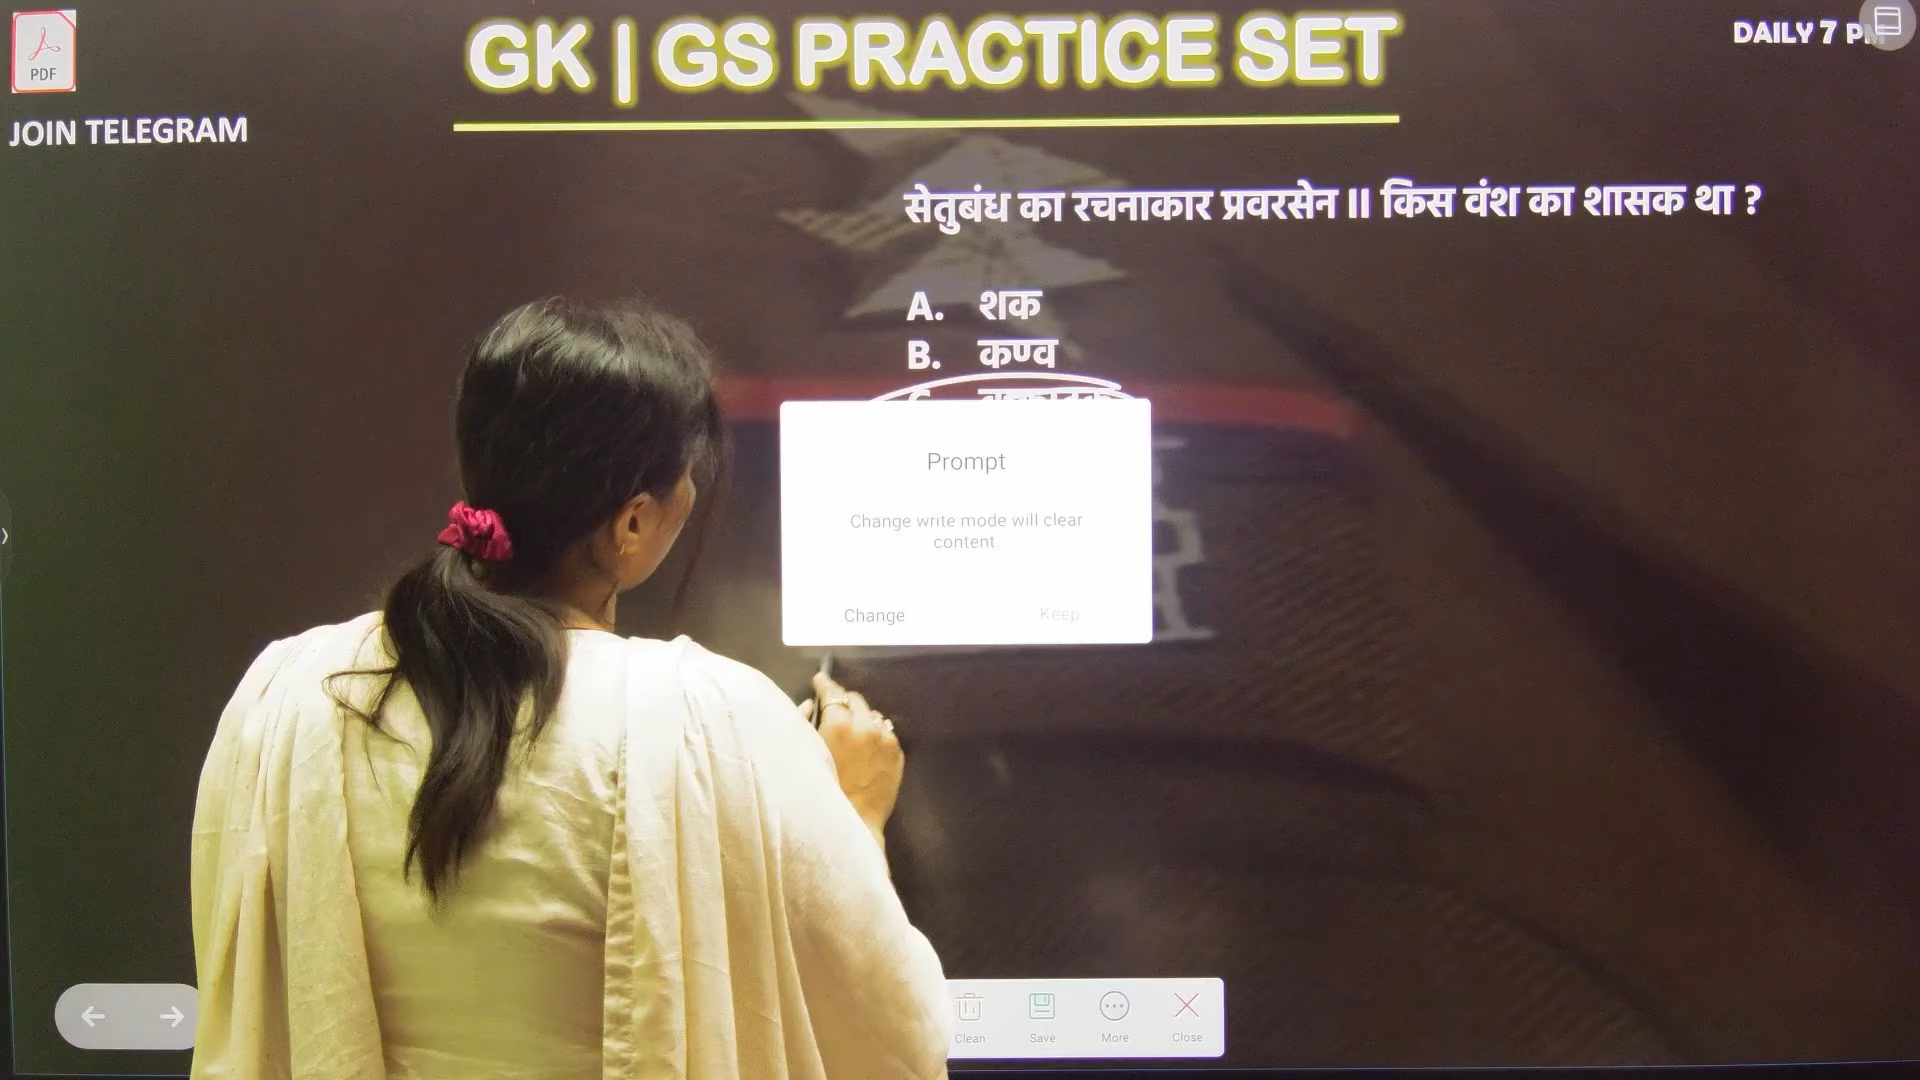 PDF
GK | GS PRACTICE SET
DAILY 7 PM
JOIN TELEGRAM
सेतुबंध का रचनाकार प्रवरसेन II किस वंश का शासक था ?
A. शक
B. कण्व
C.
Prompt
Change write mode will clear
content.
Change Keep
Clean Save More Close